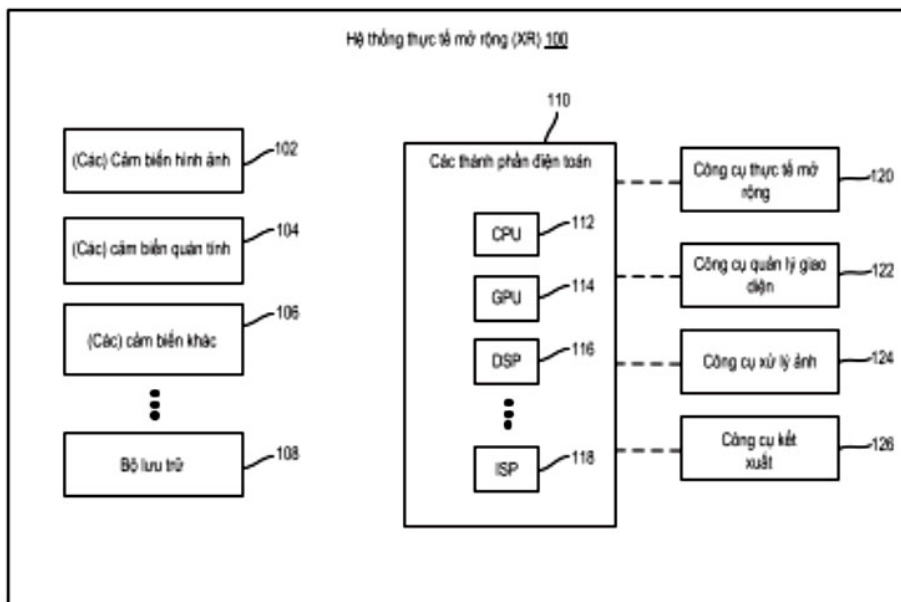 Hệ thống thực tế mở rộng (XR) 100
(Các) Cảm biến hình ảnh
102
(Các) cảm biến quán tính
104
(Các) cảm biến khác
106
Bộ lưu trữ
108
110
Các thành phần điện toán
CPU
112
GPU
114
DSP
116
ISP
118
Công cụ thực tế mở
rộng
120
Công cụ quản lý giao
diện
122
Công cụ xử lý ảnh
124
Công cụ kết
xuất
126